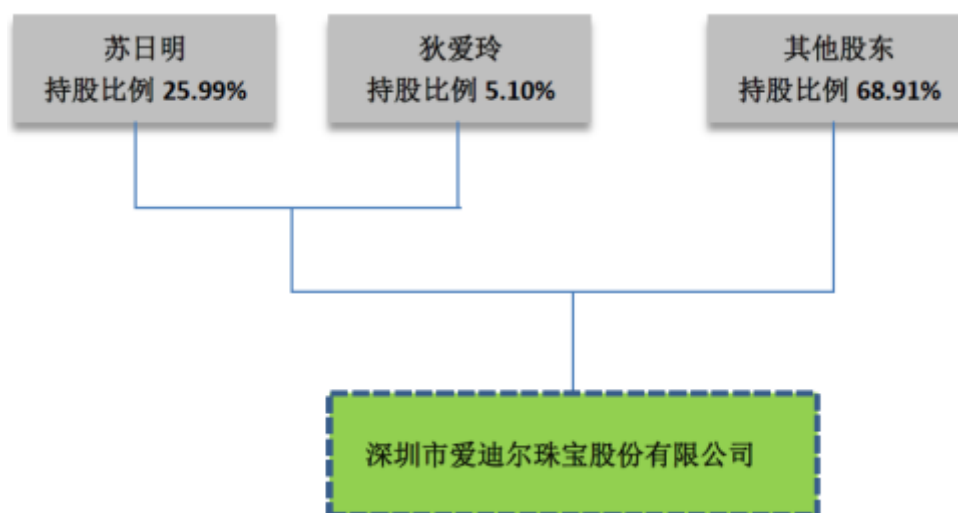 苏日明
持股比例 25.99%
狄爱玲
持股比例 5.10%
其他股东
持股比例 68.91%
深圳市爱迪尔珠宝股份有限公司